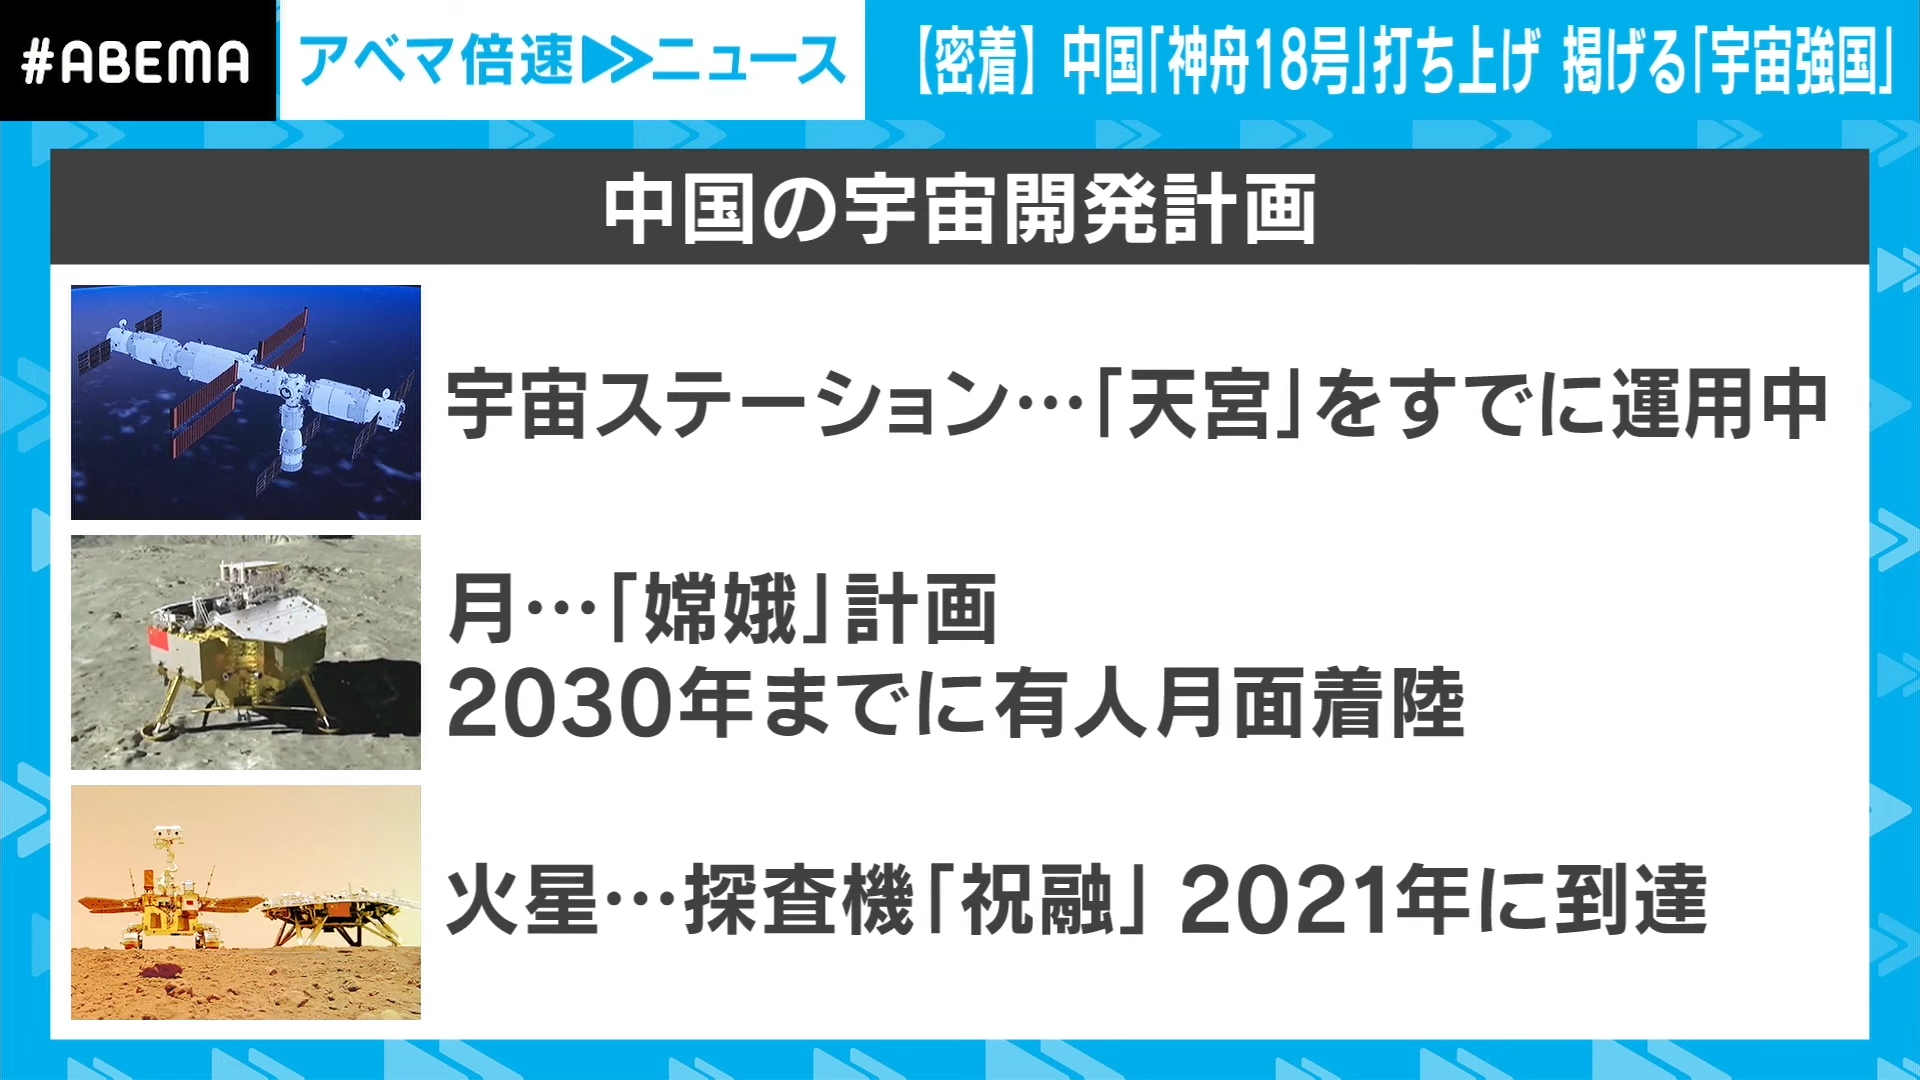 #ABEMA
アベマ倍速ニュース
【密着】中国「神舟18号」打ち上げ 掲げる「宇宙強国」
中国の宇宙開発計画
宇宙ステーション…「天宮」をすでに運用中
月…「嫦娥」計画
2030年までに有人月面着陸
火星…探査機「祝融」 2021年に到達